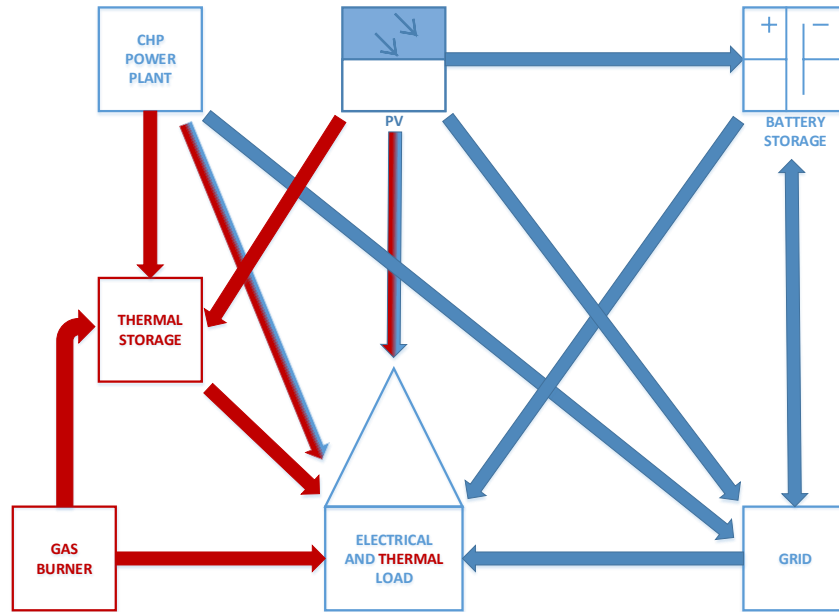 CHP
POWER
PLANT
PV
+ −
BATTERY
STORAGE
THERMAL
STORAGE
GAS
BURNER
ELECTRICAL
AND THERMAL
LOAD
GRID